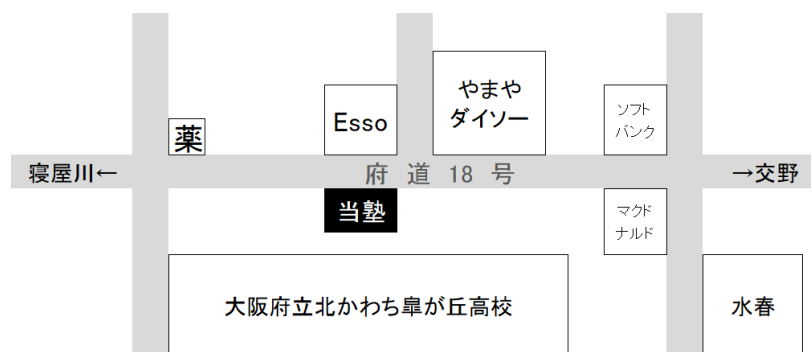 やまや
ダイソー
Esso
ソフト
バンク
薬
寝屋川←
府道18号
→交野
当塾
マクド
ナルド
大阪府立北かわち皐が丘高校
水春